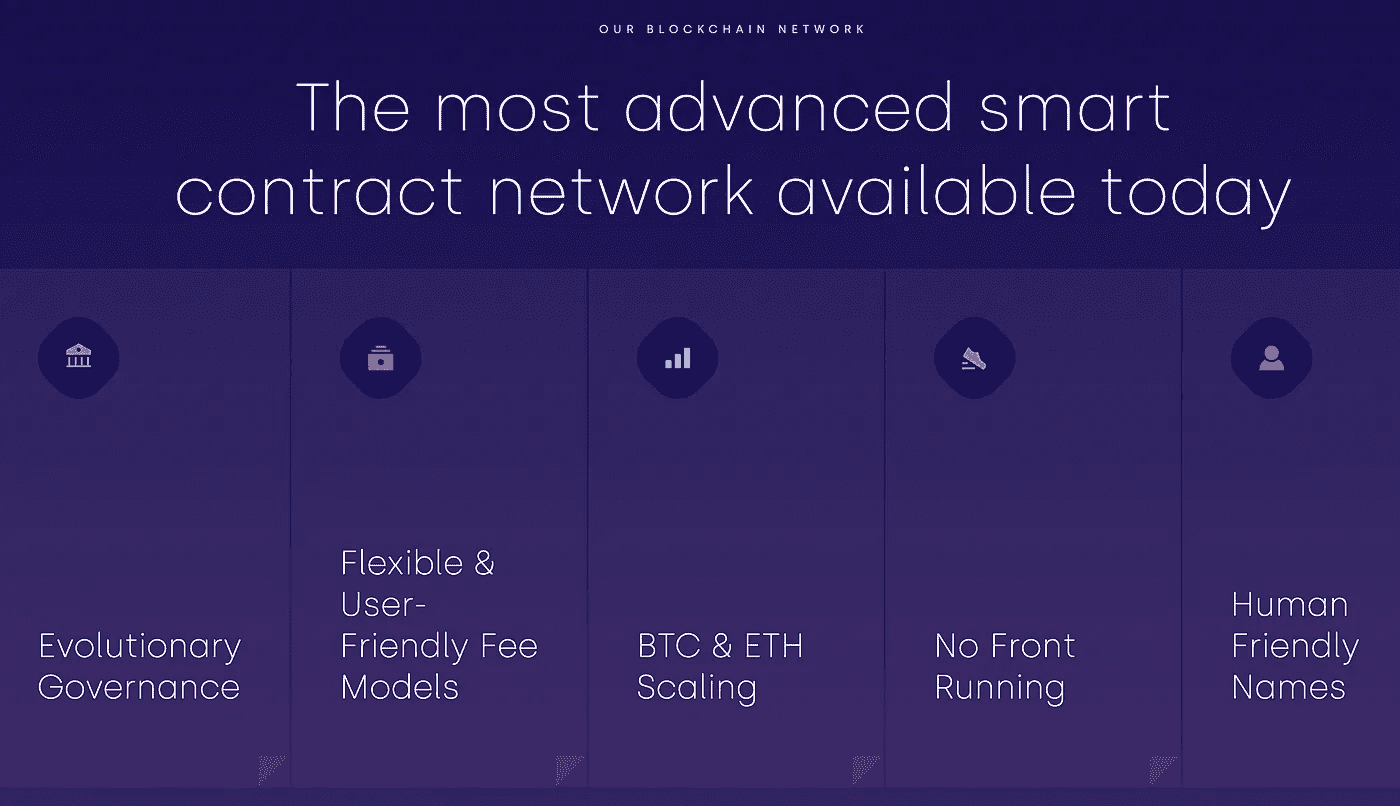 OUR BLOCKCHAIN NETWORK
The most advanced smart
contract network available today
Evolutionary
Governance
Flexible &
User-
Friendly Fee
Models
BTC & ETH
Scaling
No Front
Running
Human
Friendly
Names